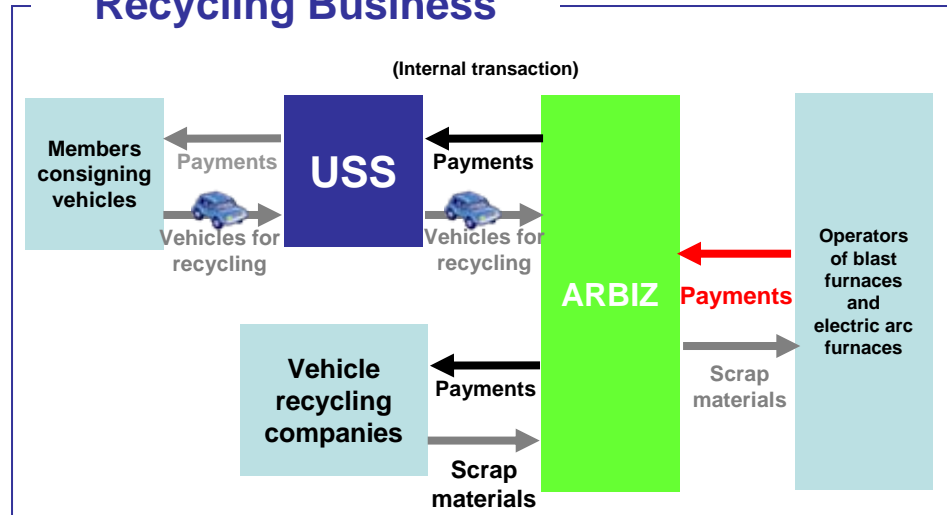 Recycling Business
(Internal transaction)
Members
consigning
vehicles
Payments
Vehicles for
recycling
USS
Payments
Vehicles for
recycling
ARBIZ
Payments
Scrap
materials
Operators
of blast
furnaces
and
electric arc
furnaces
Vehicle
recycling
companies
Payments
Scrap
materials